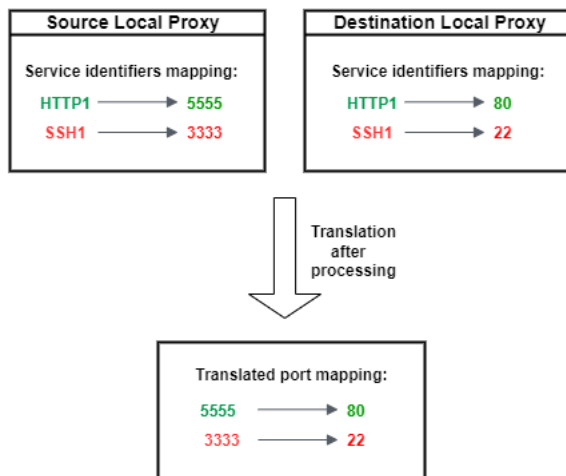 Source Local Proxy
Service identifiers mapping:
HTTP1 5555
SSH1 3333
Destination Local Proxy
Service identifiers mapping:
HTTP1 80
SSH1 22
Translation
after
processing
Translated port mapping:
5555 80
3333 22